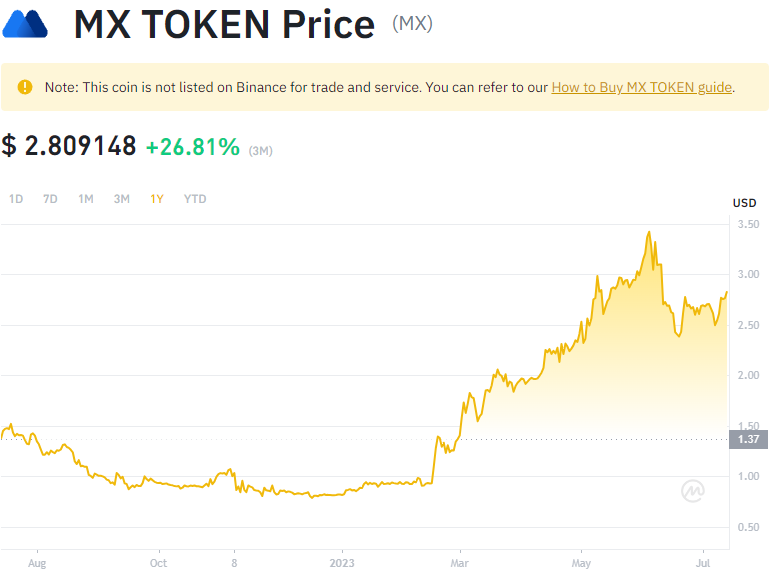 MX TOKEN Price (MX)
Note: This coin is not listed on Binance for trade and service. You can refer to our How to Buy MX TOKEN guide.
$ 2.809148 +26.81% (3M)
1D 7D 1M 3M 1Y YTD
USD
3.50
3.00
2.50
2.00
1.50
1.37
1.00
0.50
Aug Oct 8 2023 Mar May Jul